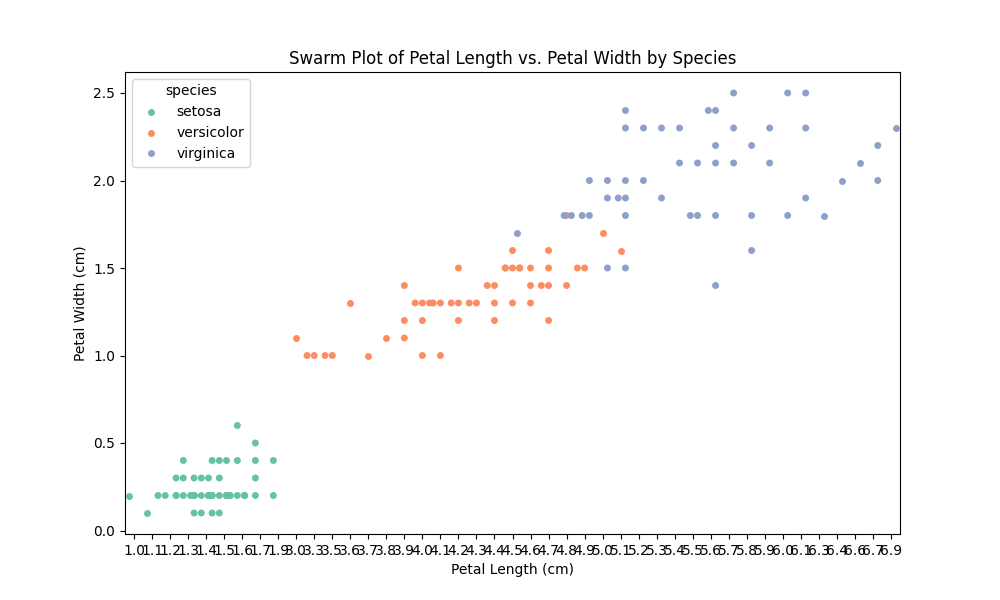 Swarm Plot of Petal Length vs. Petal Width by Species
species
setosa
versicolor
virginica
2.5
2.0
1.5
1.0
0.5
0.0
Petal Width (cm)
1.0 1.1 1.2 1.3 1.4 1.5 1.6 1.7 1.9 3.0 3.3 3.5 3.6 3.7 3.8 3.9 4.0 4.1 4.2 4.3 4.4 4.5 4.6 4.7 4.8 4.9 5.0 5.1 5.2 5.3 5.4 5.5 5.6 5.7 5.8 5.9 6.0 6.1 6.3 6.4 6.6 6.7 6.9
Petal Length (cm)